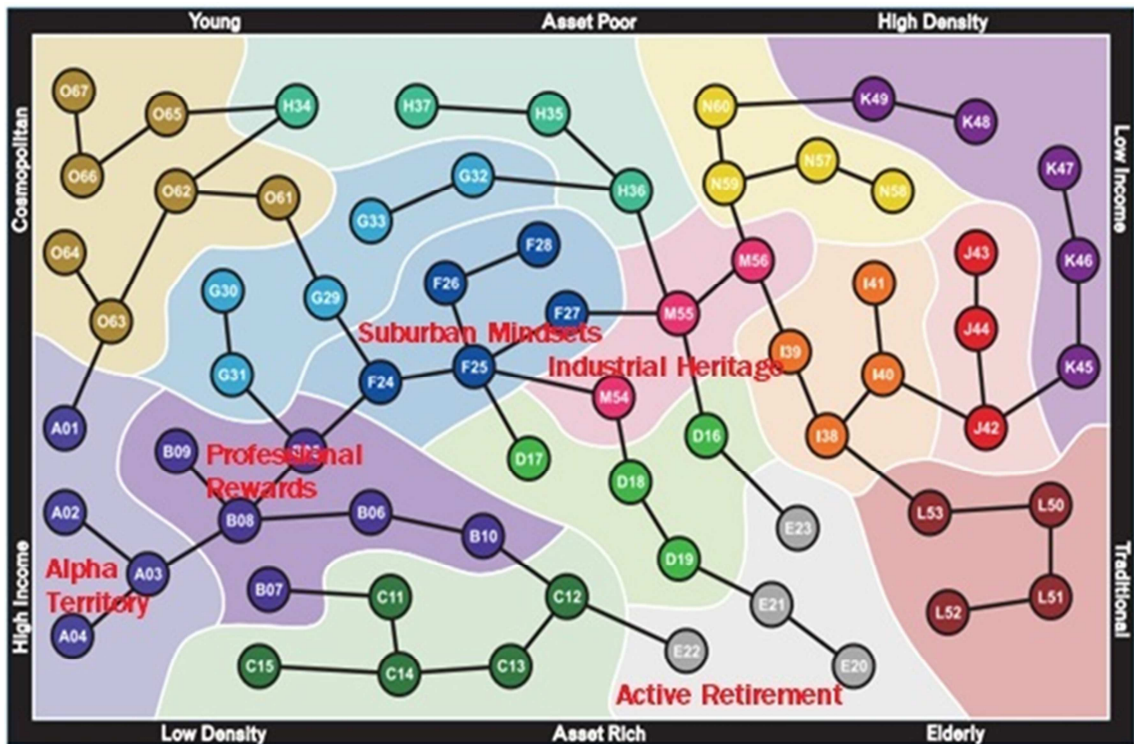 Young
Asset Poor
High Density
Cosmopolitan
Low Income
O67
O65
H34
H37
H35
N60
K49
K48
O66
O62
O61
G32
H36
N59
N57
N58
K47
G33
O64
F28
M56
J43
K46
G30
G29
F26
I41
O63
F27
M55
J44
Suburban Mindsets
G31
F24
F25
Industrial Heritage
I39
I40
K45
M54
A01
B09
Professional
Rewards
D17
D16
I38
J42
A02
B08
B06
B10
D18
E23
L53
L50
High Income
Traditional
Alpha
Territory
A03
D19
B07
C11
C12
E21
L52
L51
A04
C15
C14
C13
E22
E20
Active Retirement
Low Density
Asset Rich
Elderly